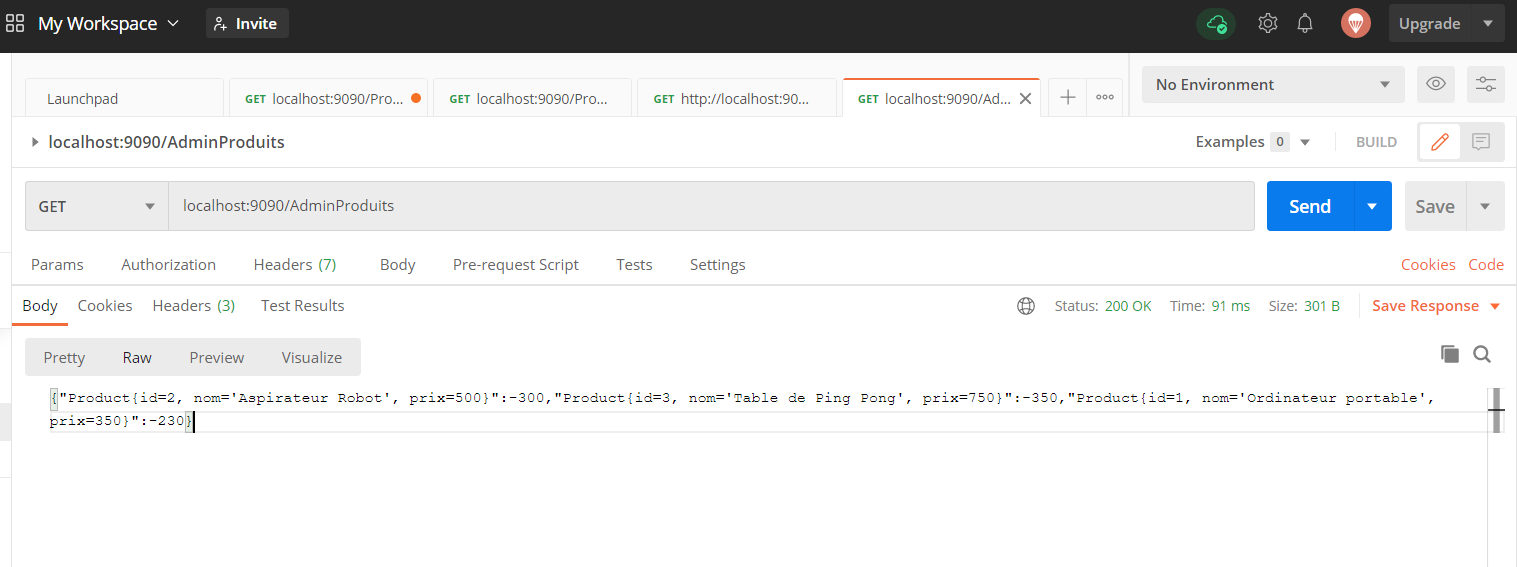 My Workspace Invite Upgrade
Launchpad GET localhost:9090/Pro... GET localhost:9090/Pro... GET http://localhost:90... GET localhost:9090/Ad... No Environment
localhost:9090/AdminProduits Examples 0 BUILD
GET localhost:9090/AdminProduits Send Save
Params Authorization Headers (7) Body Pre-request Script Tests Settings Cookies Code
Body Cookies Headers (3) Test Results Status: 200 OK Time: 91 ms Size: 301 B Save Response
Pretty Raw Preview Visualize
{"Product{id=2, nom='Aspirateur Robot', prix=500}":-300,"Product{id=3, nom='Table de Ping Pong', prix=750}":-350,"Product{id=1, nom='Ordinateur portable',
prix=350}":-230}